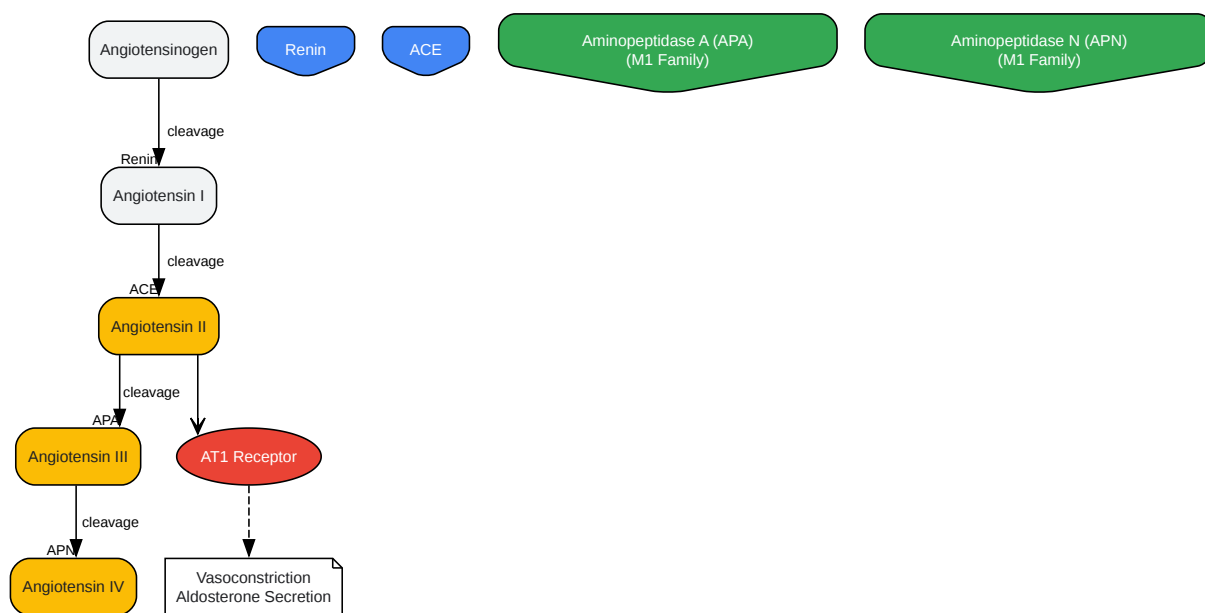 Angiotensinogen
Renin
ACE
Aminopeptidase A (APA)
(M1 Family)
Aminopeptidase N (APN)
(M1 Family)
cleavage
Renin
Angiotensin I
cleavage
ACE
Angiotensin II
cleavage
APA
Angiotensin III
AT1 Receptor
cleavage
APN
Angiotensin IV
Vasoconstriction
Aldosterone Secretion